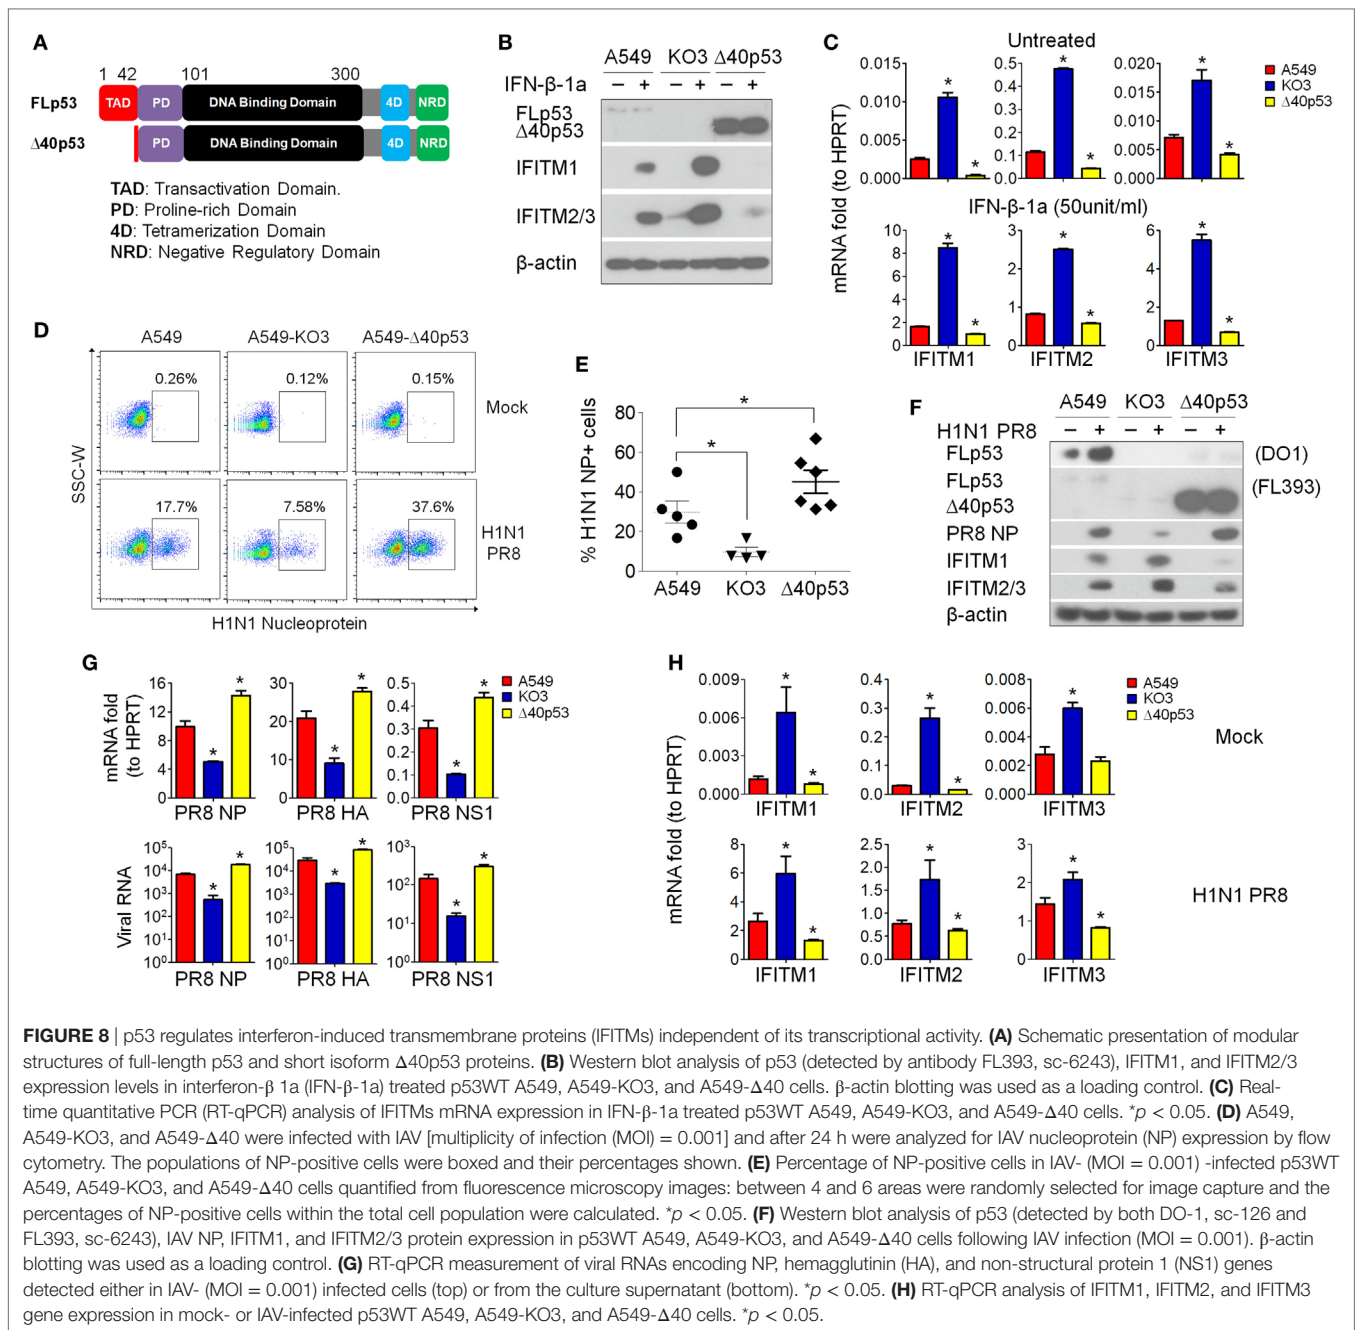 A
1 42 101 300
FLp53 TAD PD DNA Binding Domain 4D NRD
Δ40p53 PD DNA Binding Domain 4D NRD
TAD: Transactivation Domain.
PD: Proline-rich Domain
4D: Tetramerization Domain
NRD: Negative Regulatory Domain
B
A549 KO3 Δ40p53
IFN-β-1a − + − + − +
FLp53
Δ40p53
IFITM1
IFITM2/3
β-actin
C
Untreated
A549
KO3
Δ40p53
mRNA fold (to HPRT)
0.015
0.010
0.005
0.000
* *
0.5
0.4
0.3
0.2
0.1
0.0
* *
0.020
0.015
0.010
0.005
0.000
* *
IFN-β-1a (50unit/ml)
10
8
6
4
2
0
* *
IFITM1
3
2
1
0
* *
IFITM2
6
4
2
0
* *
IFITM3
D
A549 A549-KO3 A549-Δ40p53
0.26% 0.12% 0.15%
Mock
SSC-W
17.7% 7.58% 37.6%
H1N1
PR8
H1N1 Nucleoprotein
E
% H1N1 NP+ cells
80
60
40
20
0
*
*
A549 KO3 Δ40p53
F
A549 KO3 Δ40p53
H1N1 PR8 − + − + − +
FLp53 (DO1)
FLp53
Δ40p53 (FL393)
PR8 NP
IFITM1
IFITM2/3
β-actin
G
A549
KO3
Δ40p53
mRNA fold
(to HPRT)
16
12
8
4
0
* *
PR8 NP
30
20
10
0
* *
PR8 HA
0.5
0.4
0.3
0.2
0.1
0.0
* *
PR8 NS1
Viral RNA
10⁵
10⁴
10³
10²
10¹
10⁰
* *
PR8 NP
10⁵
10⁴
10³
10²
10¹
10⁰
* *
PR8 HA
10³
10²
10¹
10⁰
* *
PR8 NS1
H
A549
KO3
Δ40p53
mRNA fold (to HPRT)
0.009
0.006
0.003
0.000
* *
IFITM1
0.4
0.3
0.2
0.1
0.0
* *
IFITM2
0.008
0.006
0.004
0.002
0.000
*
IFITM3
Mock
8
6
4
2
0
* *
IFITM1
2.5
2.0
1.5
1.0
0.5
0.0
* *
IFITM2
3
2
1
0
* *
IFITM3
H1N1 PR8
FIGURE 8 | p53 regulates interferon-induced transmembrane proteins (IFITMs) independent of its transcriptional activity. (A) Schematic presentation of modular
structures of full-length p53 and short isoform Δ40p53 proteins. (B) Western blot analysis of p53 (detected by antibody FL393, sc-6243), IFITM1, and IFITM2/3
expression levels in interferon-β 1a (IFN-β-1a) treated p53WT A549, A549-KO3, and A549-Δ40 cells. β-actin blotting was used as a loading control. (C) Real-
time quantitative PCR (RT-qPCR) analysis of IFITMs mRNA expression in IFN-β-1a treated p53WT A549, A549-KO3, and A549-Δ40 cells. *p < 0.05. (D) A549,
A549-KO3, and A549-Δ40 were infected with IAV [multiplicity of infection (MOI) = 0.001] and after 24 h were analyzed for IAV nucleoprotein (NP) expression by flow
cytometry. The populations of NP-positive cells were boxed and their percentages shown. (E) Percentage of NP-positive cells in IAV- (MOI = 0.001) -infected p53WT
A549, A549-KO3, and A549-Δ40 cells quantified from fluorescence microscopy images: between 4 and 6 areas were randomly selected for image capture and the
percentages of NP-positive cells within the total cell population were calculated. *p < 0.05. (F) Western blot analysis of p53 (detected by both DO-1, sc-126 and
FL393, sc-6243), IAV NP, IFITM1, and IFITM2/3 protein expression in p53WT A549, A549-KO3, and A549-Δ40 cells following IAV infection (MOI = 0.001). β-actin
blotting was used as a loading control. (G) RT-qPCR measurement of viral RNAs encoding NP, hemagglutinin (HA), and non-structural protein 1 (NS1) genes
detected either in IAV- (MOI = 0.001) infected cells (top) or from the culture supernatant (bottom). *p < 0.05. (H) RT-qPCR analysis of IFITM1, IFITM2, and IFITM3
gene expression in mock- or IAV-infected p53WT A549, A549-KO3, and A549-Δ40 cells. *p < 0.05.